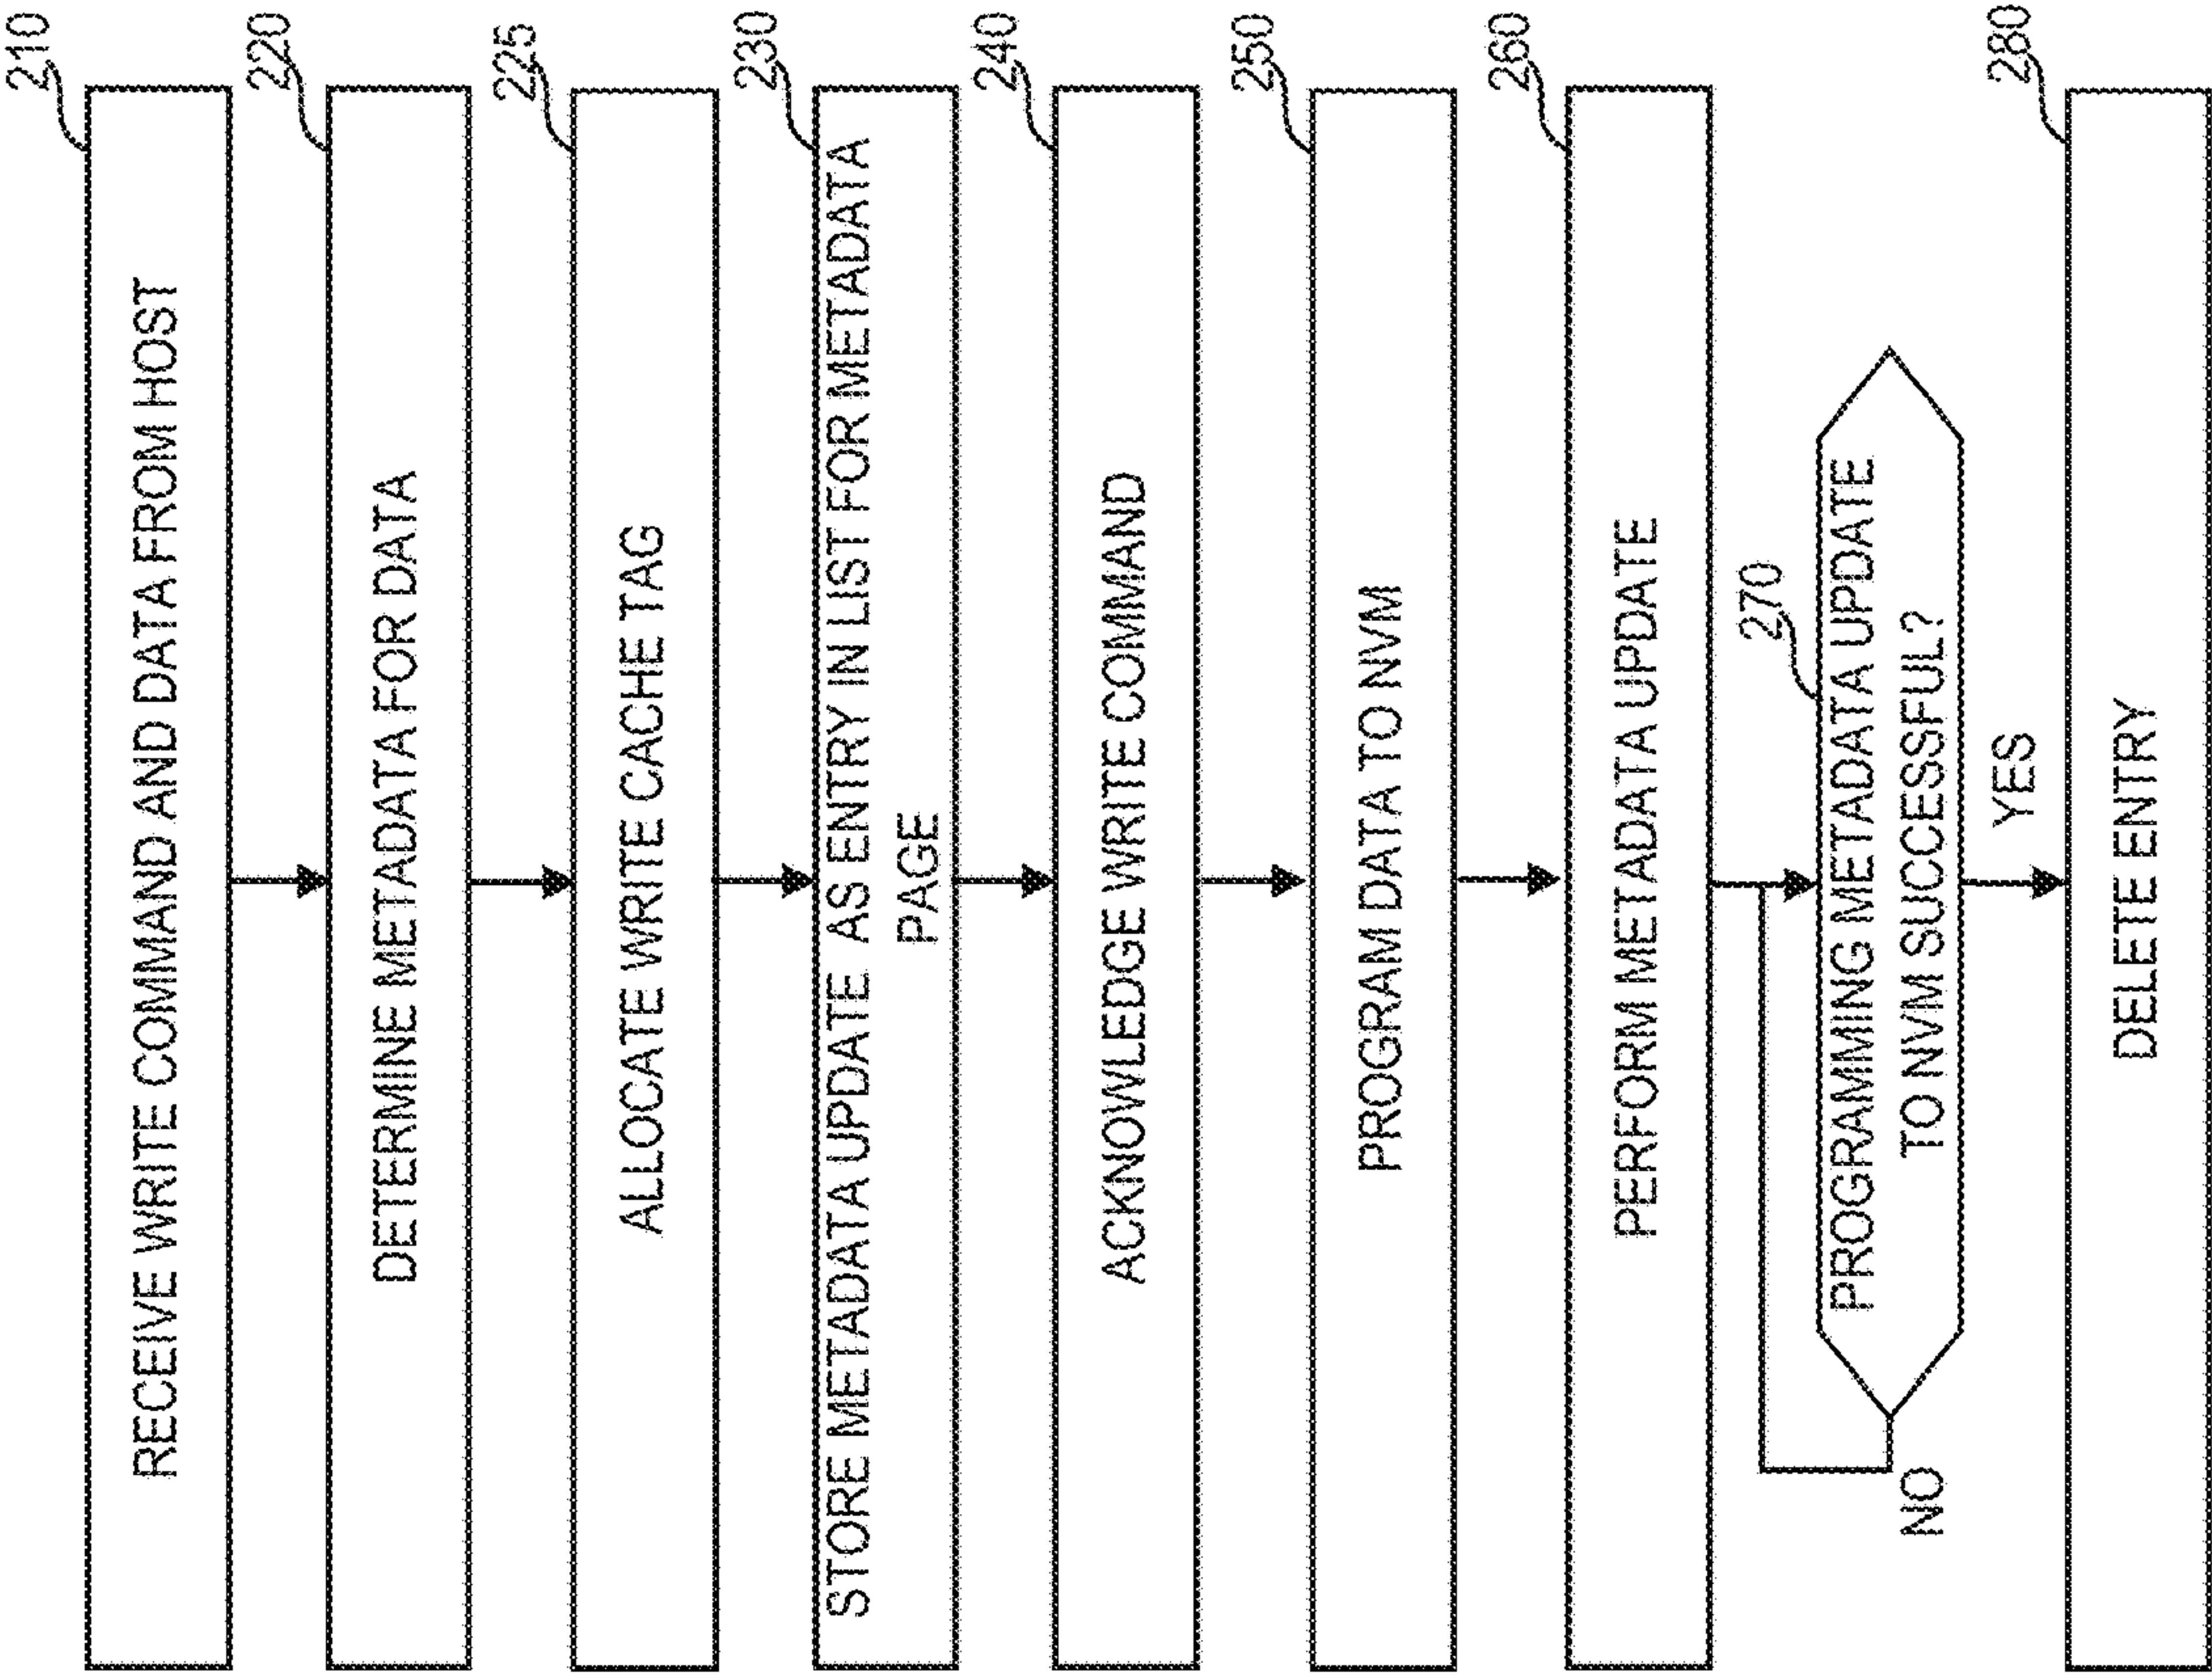 210
RECEIVE WRITE COMMAND AND DATA FROM HOST
220
DETERMINE METADATA FOR DATA
225
ALLOCATE WRITE CACHE TAG
230
STORE METADATA UPDATE AS ENTRY IN LIST FOR METADATA
PAGE
240
ACKNOWLEDGE WRITE COMMAND
250
PROGRAM DATA TO NVM
260
PERFORM METADATA UPDATE
270
PROGRAMMING METADATA UPDATE
TO NVM SUCCESSFUL?
NO
YES
280
DELETE ENTRY